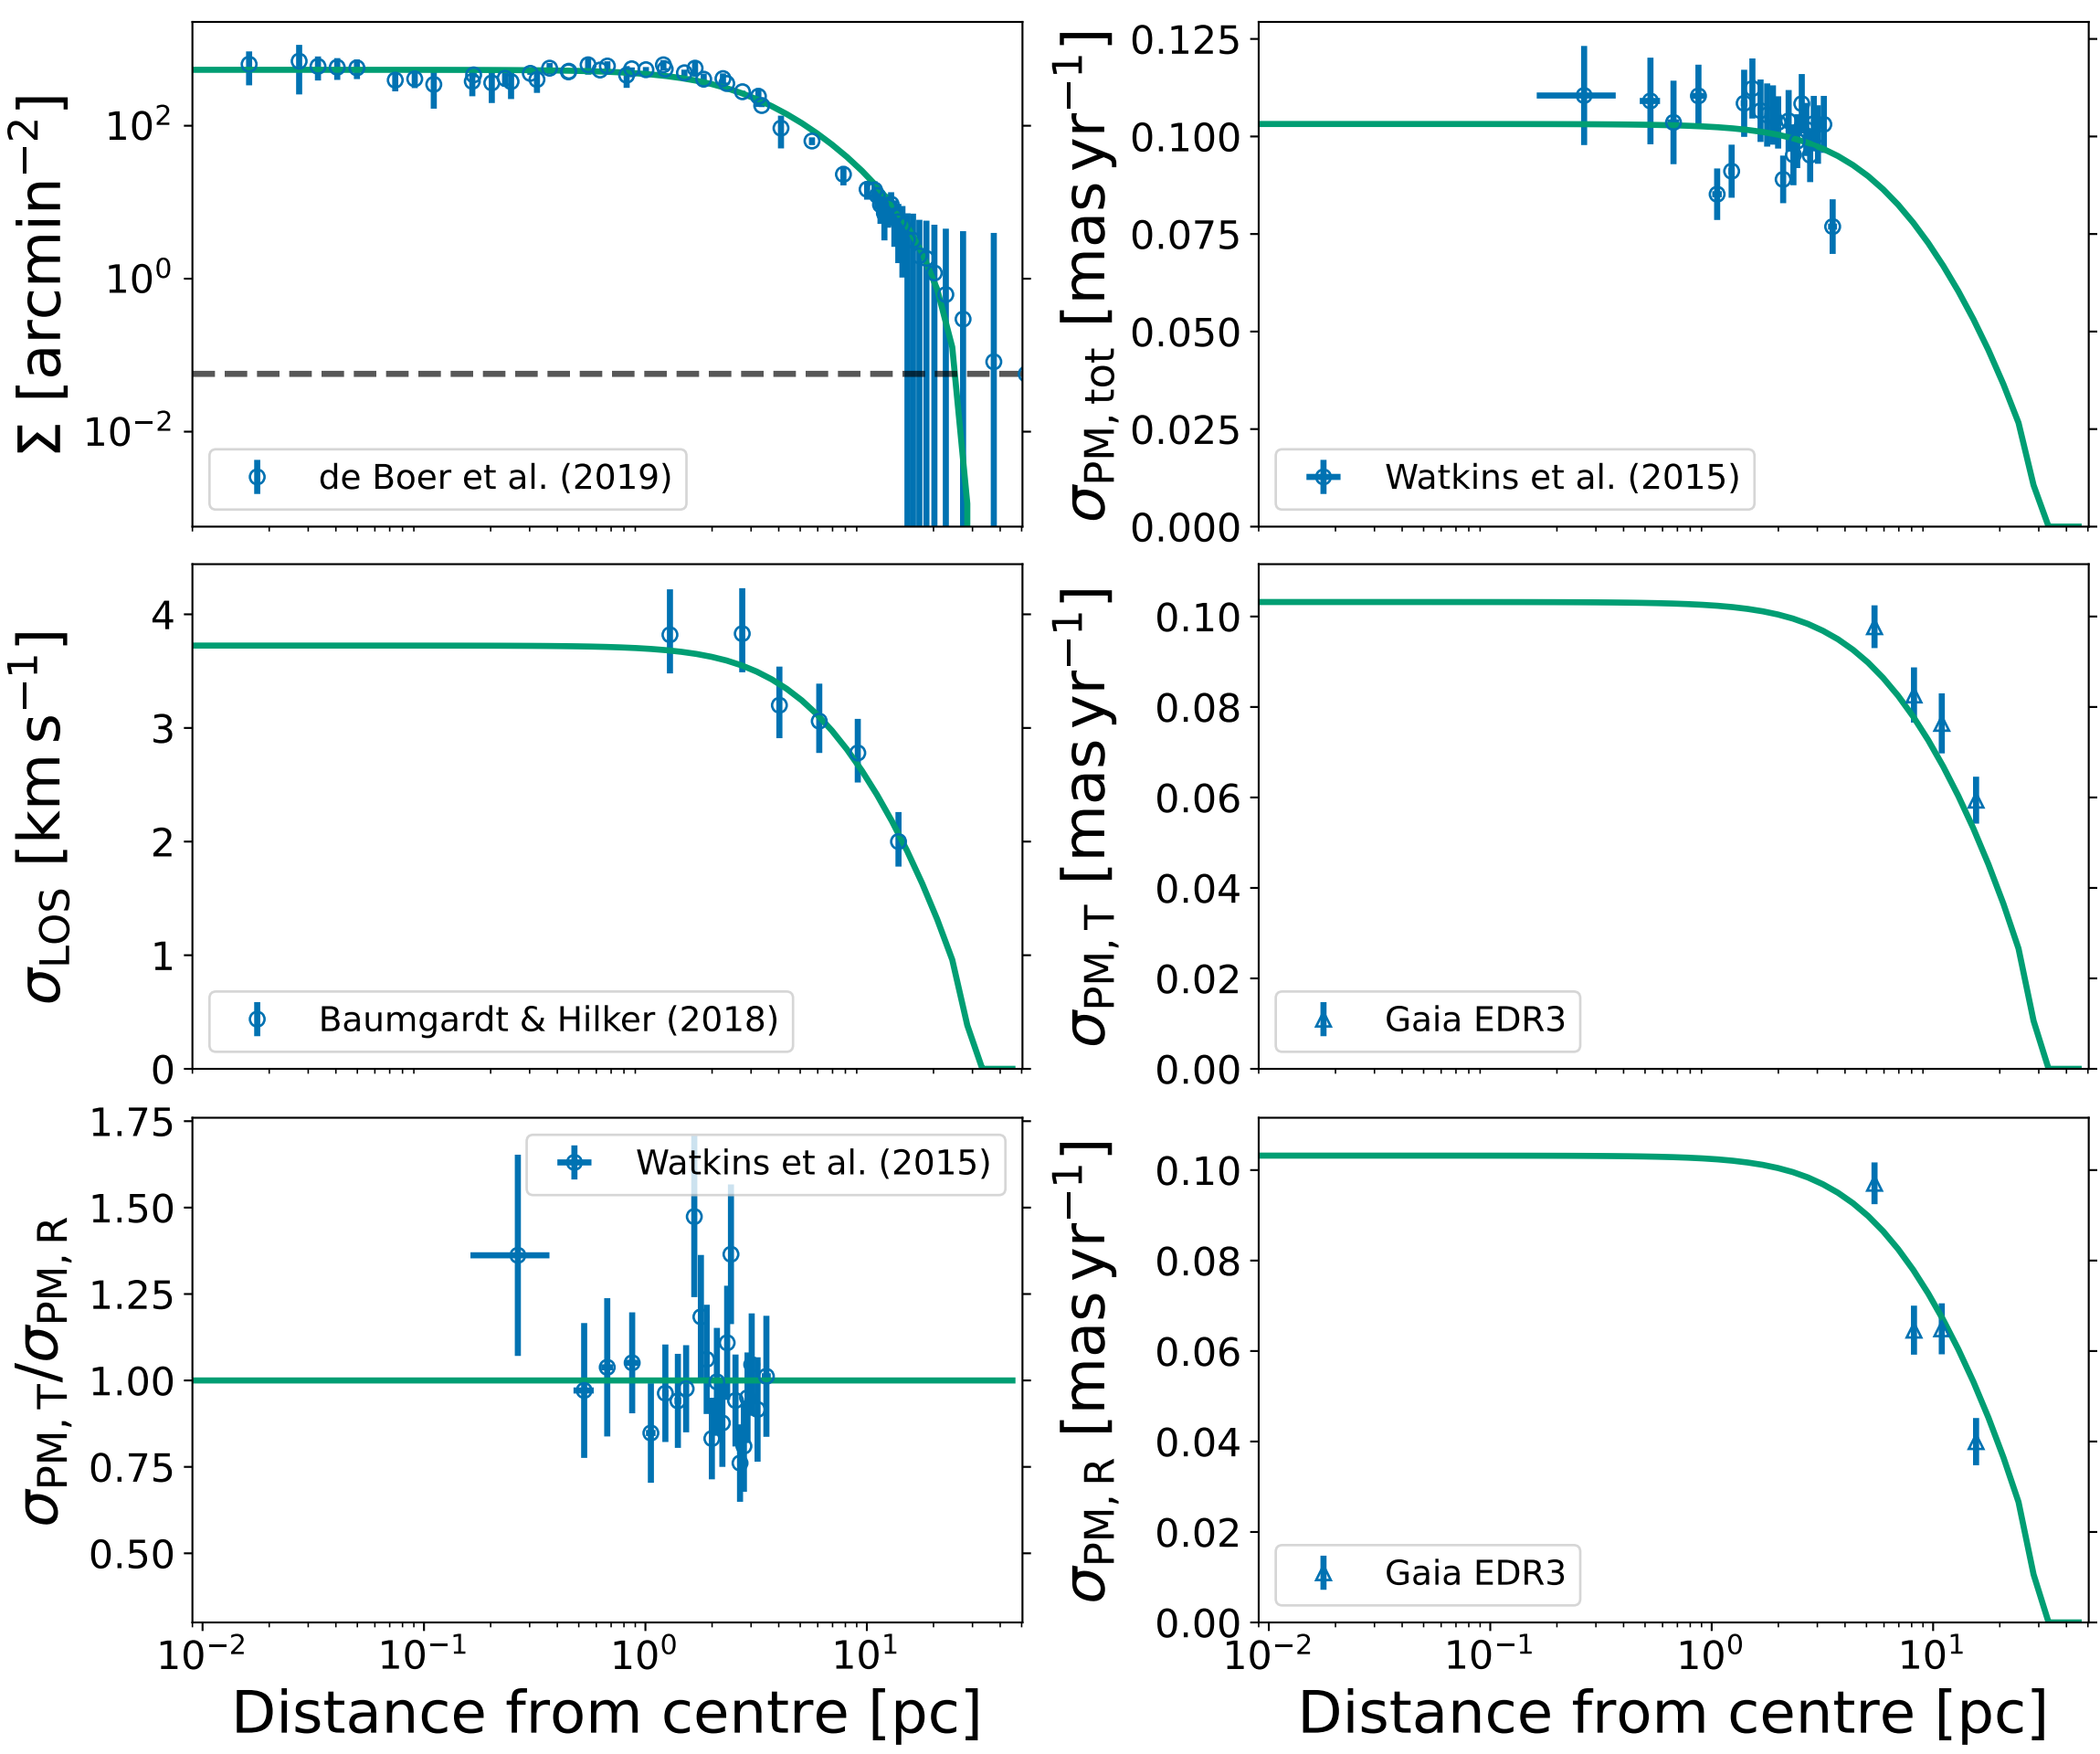 Σ [arcmin⁻²]
10²
10⁰
10⁻²
de Boer et al. (2019)
σ_PM, tot [mas yr⁻¹]
0.125
0.100
0.075
0.050
0.025
0.000
Watkins et al. (2015)
σ_LOS [km s⁻¹]
4
3
2
1
0
Baumgardt & Hilker (2018)
σ_PM, T [mas yr⁻¹]
0.10
0.08
0.06
0.04
0.02
0.00
Gaia EDR3
σ_PM, T/σ_PM, R
1.75
1.50
1.25
1.00
0.75
0.50
Watkins et al. (2015)
10⁻² 10⁻¹ 10⁰ 10¹
Distance from centre [pc]
σ_PM, R [mas yr⁻¹]
0.10
0.08
0.06
0.04
0.02
0.00
Gaia EDR3
10⁻² 10⁻¹ 10⁰ 10¹
Distance from centre [pc]